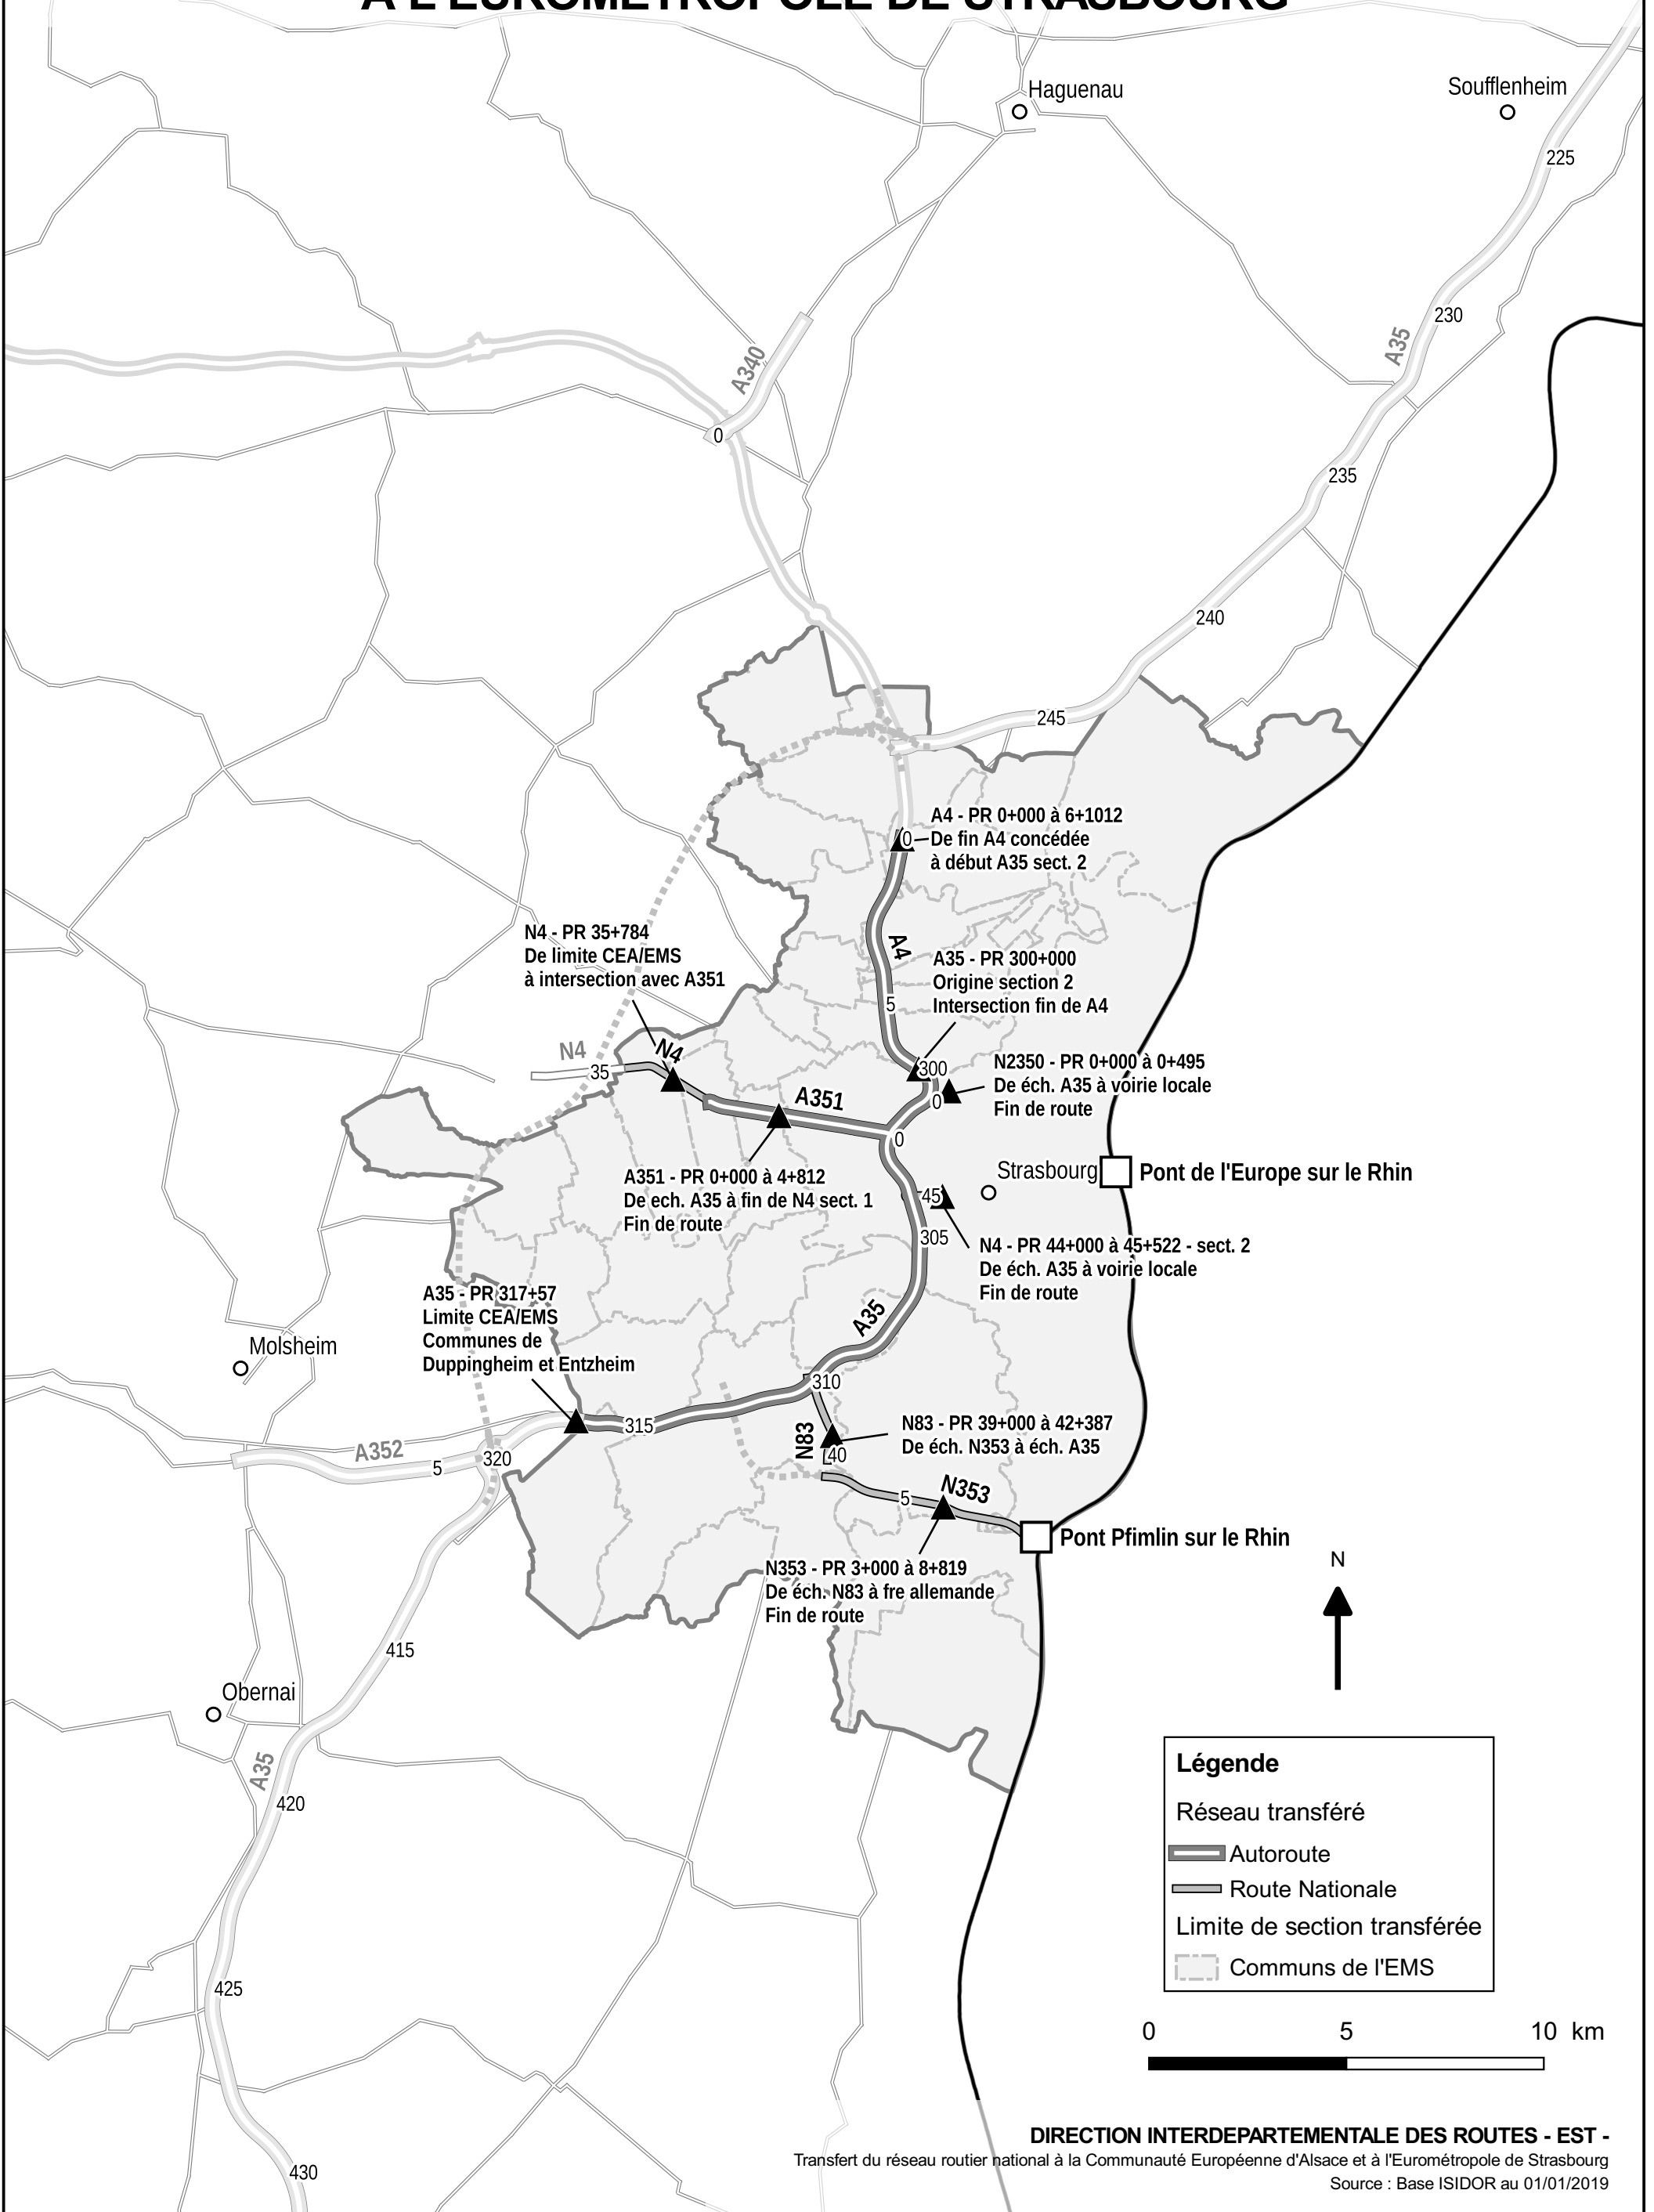 À L'EUROMÉTROPOLE DE STRASBOURG
Haguenau
Soufflenheim
225
230
A35
A340
0
235
240
245
A4 - PR 0+000 à 6+1012
De fin A4 concédée
à début A35 sect. 2
0
N4 - PR 35+784
De limite CEA/EMS
à intersection avec A351
A4
A35 - PR 300+000
Origine section 2
Intersection fin de A4
5
N4
N4
35
300
N2350 - PR 0+000 à 0+495
De éch. A35 à voirie locale
Fin de route
A351
0
0
A351 - PR 0+000 à 4+812
De ech. A35 à fin de N4 sect. 1
Fin de route
Strasbourg
Pont de l'Europe sur le Rhin
45
305
N4 - PR 44+000 à 45+522 - sect. 2
De éch. A35 à voirie locale
Fin de route
A35 - PR 317+57
Limite CEA/EMS
Communes de
Duppingheim et Entzheim
A35
Molsheim
310
315
N83 - PR 39+000 à 42+387
De éch. N353 à éch. A35
N83
40
A352
5
320
5
N353
Pont Pfimlin sur le Rhin
N353 - PR 3+000 à 8+819
De éch. N83 à fre allemande
Fin de route
N
415
Obernai
A35
420
425
430
Légende
Réseau transféré
Autoroute
Route Nationale
Limite de section transférée
Communs de l'EMS
0 5 10 km
DIRECTION INTERDEPARTEMENTALE DES ROUTES - EST -
Transfert du réseau routier national à la Communauté Européenne d'Alsace et à l'Eurométropole de Strasbourg
Source : Base ISIDOR au 01/01/2019